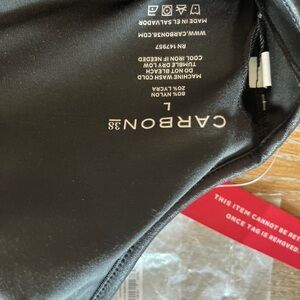 CARBON38
L
80% NYLON
20% LYCRA
MACHINE WASH COLD
DO NOT BLEACH
TUMBLE DRY LOW
COOL IRON IF NEEDED
RN 147957
WWW.CARBON38.COM
MADE IN EL SALVADOR
THIS ITEM CANNOT BE RET
ONCE TAG IS REMOVED.